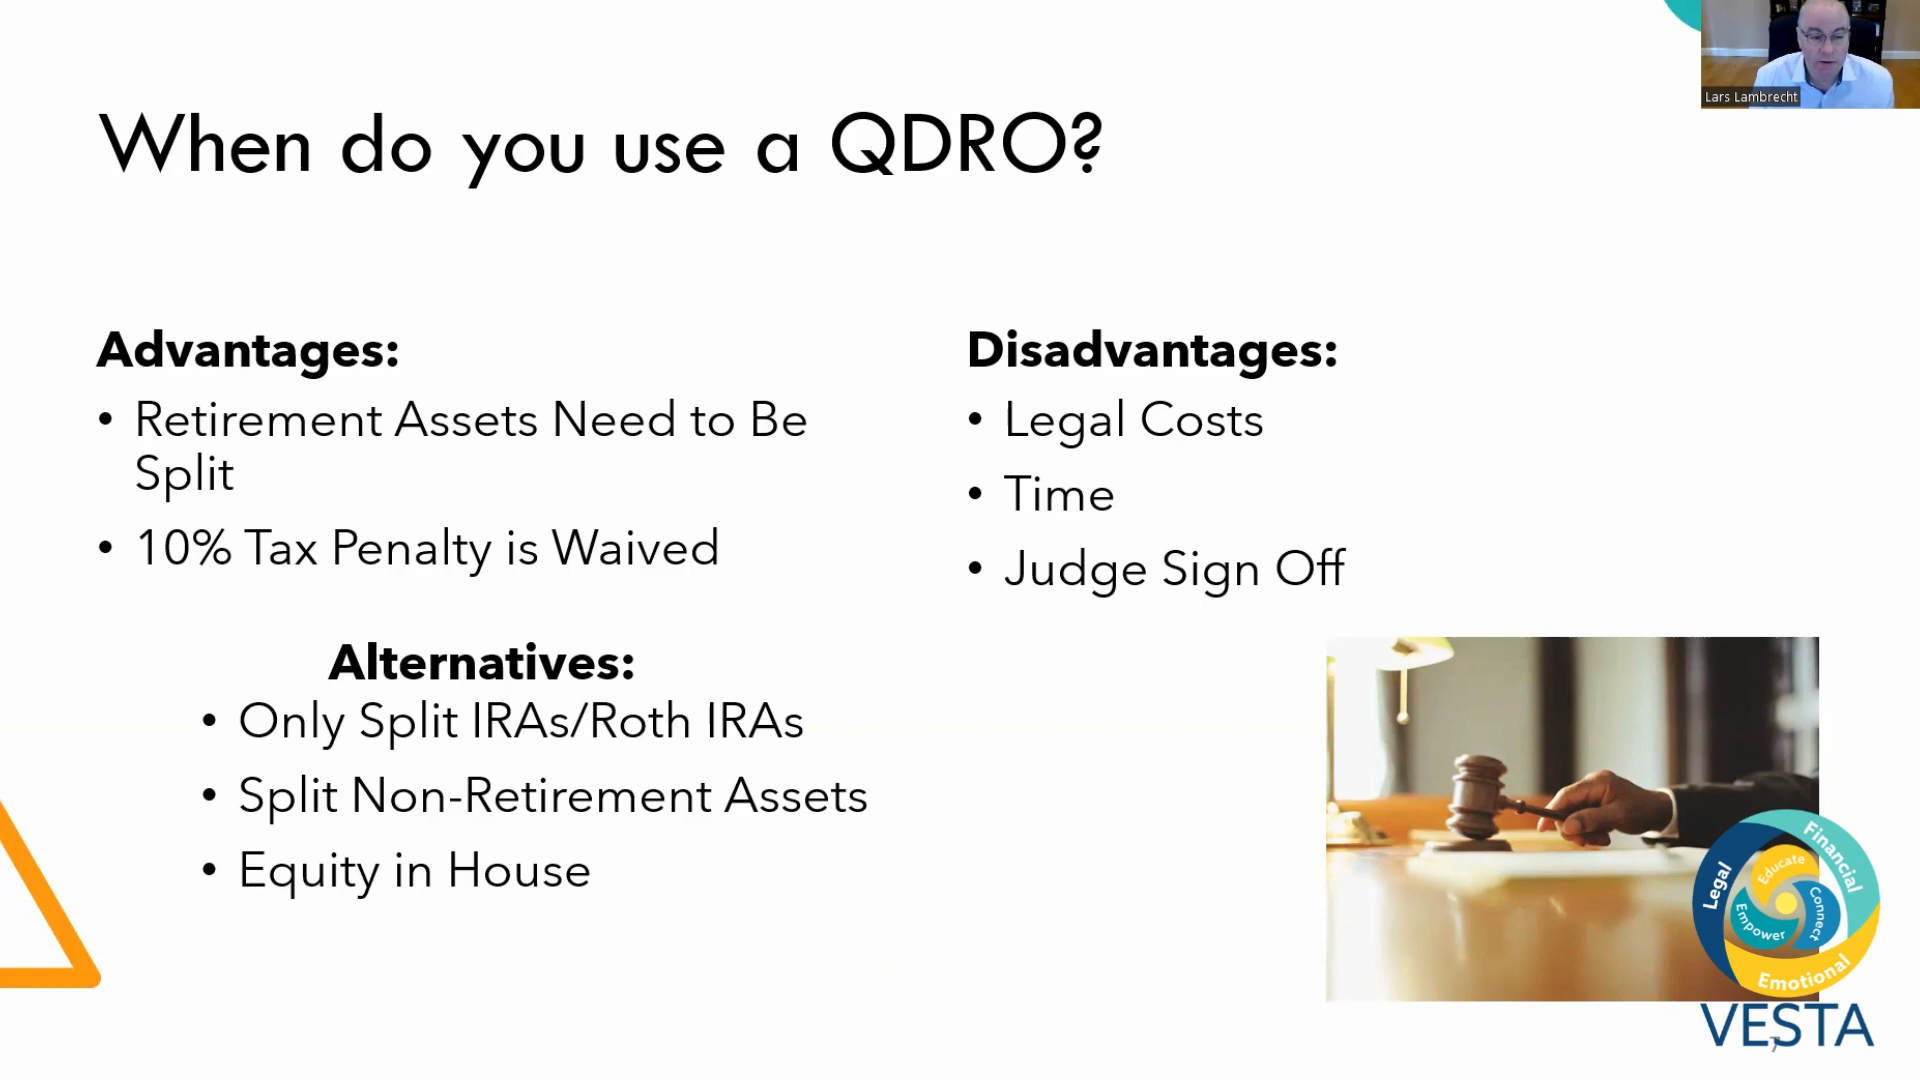 Lars Lambrecht
When do you use a QDRO?
Advantages:
• Retirement Assets Need to Be
Split
• 10% Tax Penalty is Waived
Disadvantages:
• Legal Costs
• Time
• Judge Sign Off
Alternatives:
• Only Split IRAs/Roth IRAs
• Split Non-Retirement Assets
• Equity in House
Legal
Financial
Emotional
Educate
Connect
Empower
VESTA
7